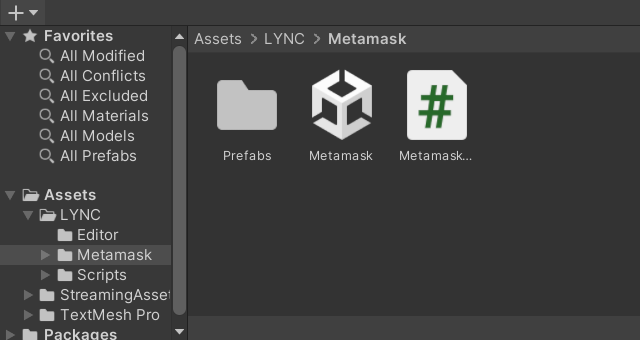 Favorites
All Modified
All Conflicts
All Excluded
All Materials
All Models
All Prefabs
Assets
LYNC
Editor
Metamask
Scripts
StreamingAsset
TextMesh Pro
Packages
Assets > LYNC > Metamask
Prefabs
Metamask
#
Metamask...